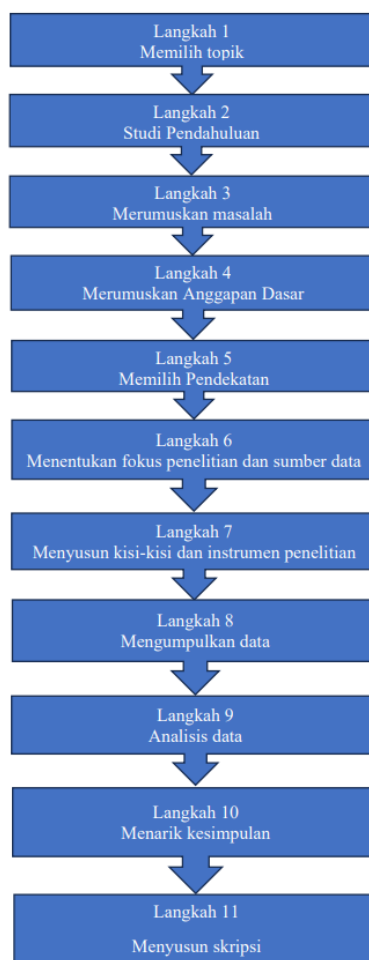 Langkah 1
Memilih topik
Langkah 2
Studi Pendahuluan
Langkah 3
Merumuskan masalah
Langkah 4
Merumuskan Anggapan Dasar
Langkah 5
Memilih Pendekatan
Langkah 6
Menentukan fokus penelitian dan sumber data
Langkah 7
Menyusun kisi-kisi dan instrumen penelitian
Langkah 8
Mengumpulkan data
Langkah 9
Analisis data
Langkah 10
Menarik kesimpulan
Langkah 11
Menyusun skripsi